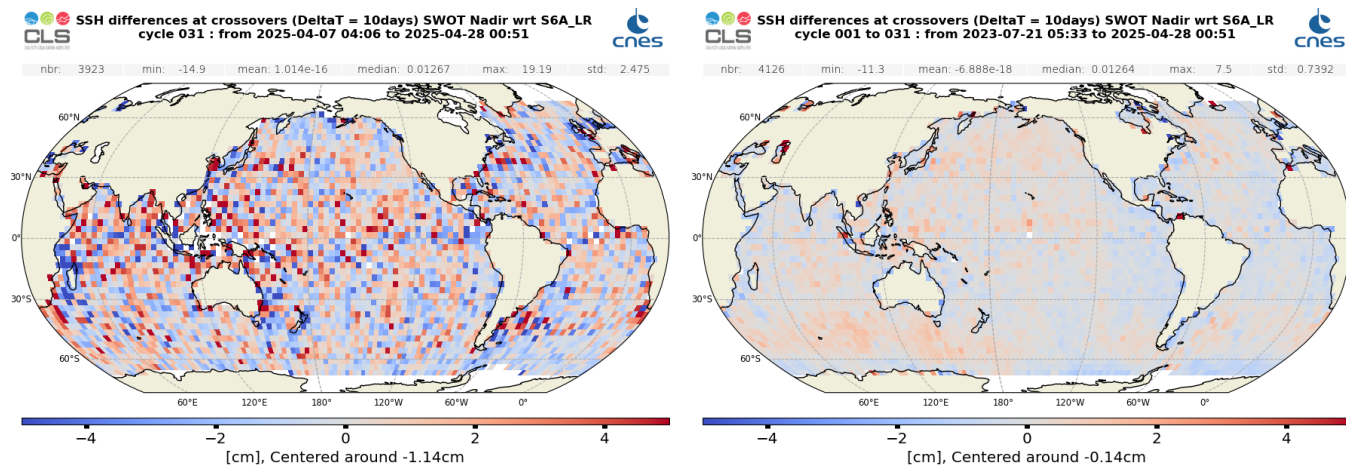 SSH differences at crossovers (DeltaT = 10days) SWOT Nadir wrt S6A_LR
cycle 031 : from 2025-04-07 04:06 to 2025-04-28 00:51
CLS
cnes
nbr: 3923 min: -14.9 mean: 1.014e-16 median: 0.01267 max: 19.19 std: 2.475
60°N
30°N
0°
30°S
60°S
60°E 120°E 180° 120°W 60°W 0°
−4 −2 0 2 4
[cm], Centered around -1.14cm
SSH differences at crossovers (DeltaT = 10days) SWOT Nadir wrt S6A_LR
cycle 001 to 031 : from 2023-07-21 05:33 to 2025-04-28 00:51
CLS
cnes
nbr: 4126 min: -11.3 mean: -6.888e-18 median: 0.01264 max: 7.5 std: 0.7392
60°N
30°N
0°
30°S
60°S
60°E 120°E 180° 120°W 60°W 0°
−4 −2 0 2 4
[cm], Centered around -0.14cm